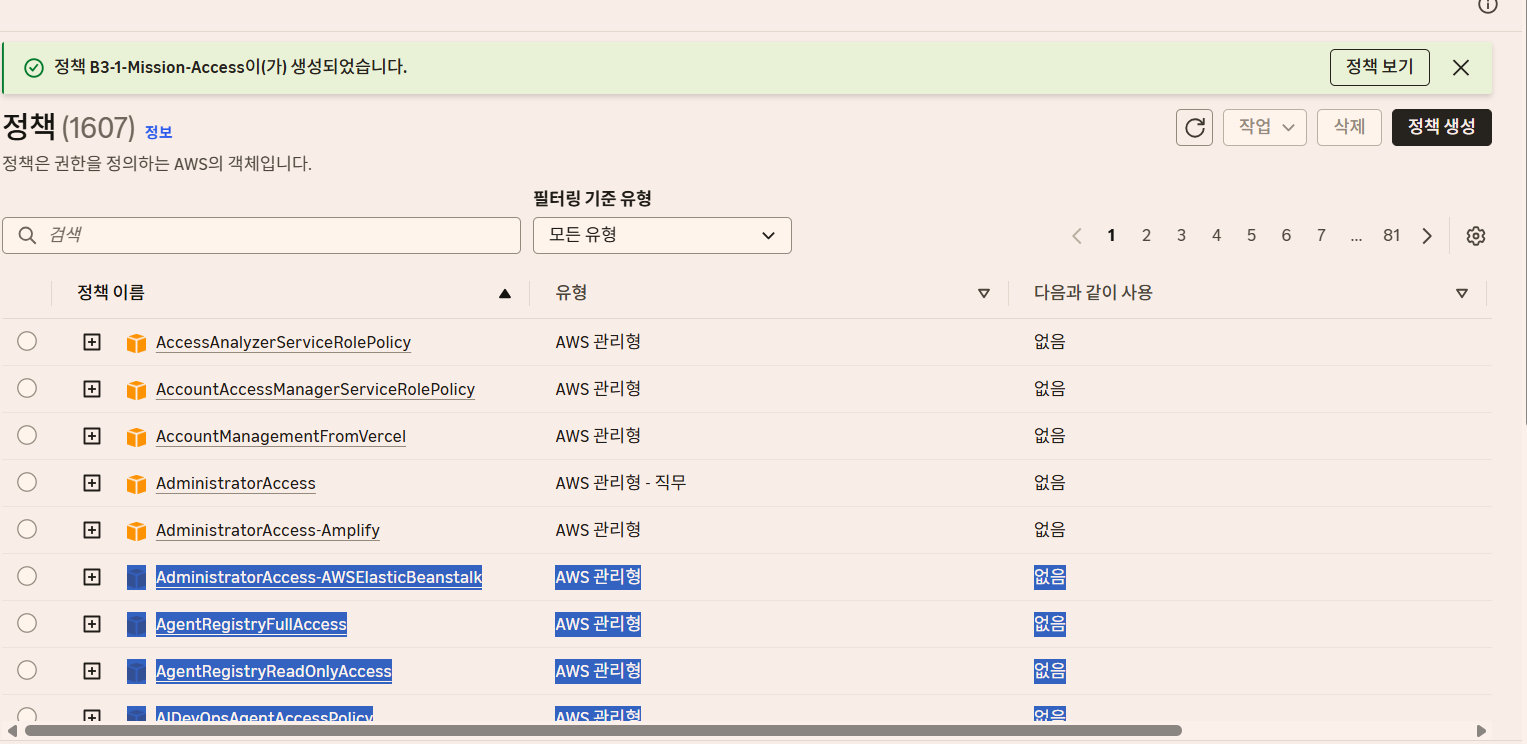 정책 B3-1-Mission-Access이(가) 생성되었습니다.
정책 보기
정책 (1607) 정보
작업
삭제
정책 생성
정책은 권한을 정의하는 AWS의 객체입니다.
필터링 기준 유형
검색
모든 유형
1 2 3 4 5 6 7 ... 81
정책 이름 유형 다음과 같이 사용
AccessAnalyzerServiceRolePolicy AWS 관리형 없음
AccountAccessManagerServiceRolePolicy AWS 관리형 없음
AccountManagementFromVercel AWS 관리형 없음
AdministratorAccess AWS 관리형 - 직무 없음
AdministratorAccess-Amplify AWS 관리형 없음
AdministratorAccess-AWSElasticBeanstalk AWS 관리형 없음
AgentRegistryFullAccess AWS 관리형 없음
AgentRegistryReadOnlyAccess AWS 관리형 없음
AIDevOpsAgentAccessPolicy AWS 관리형 없음